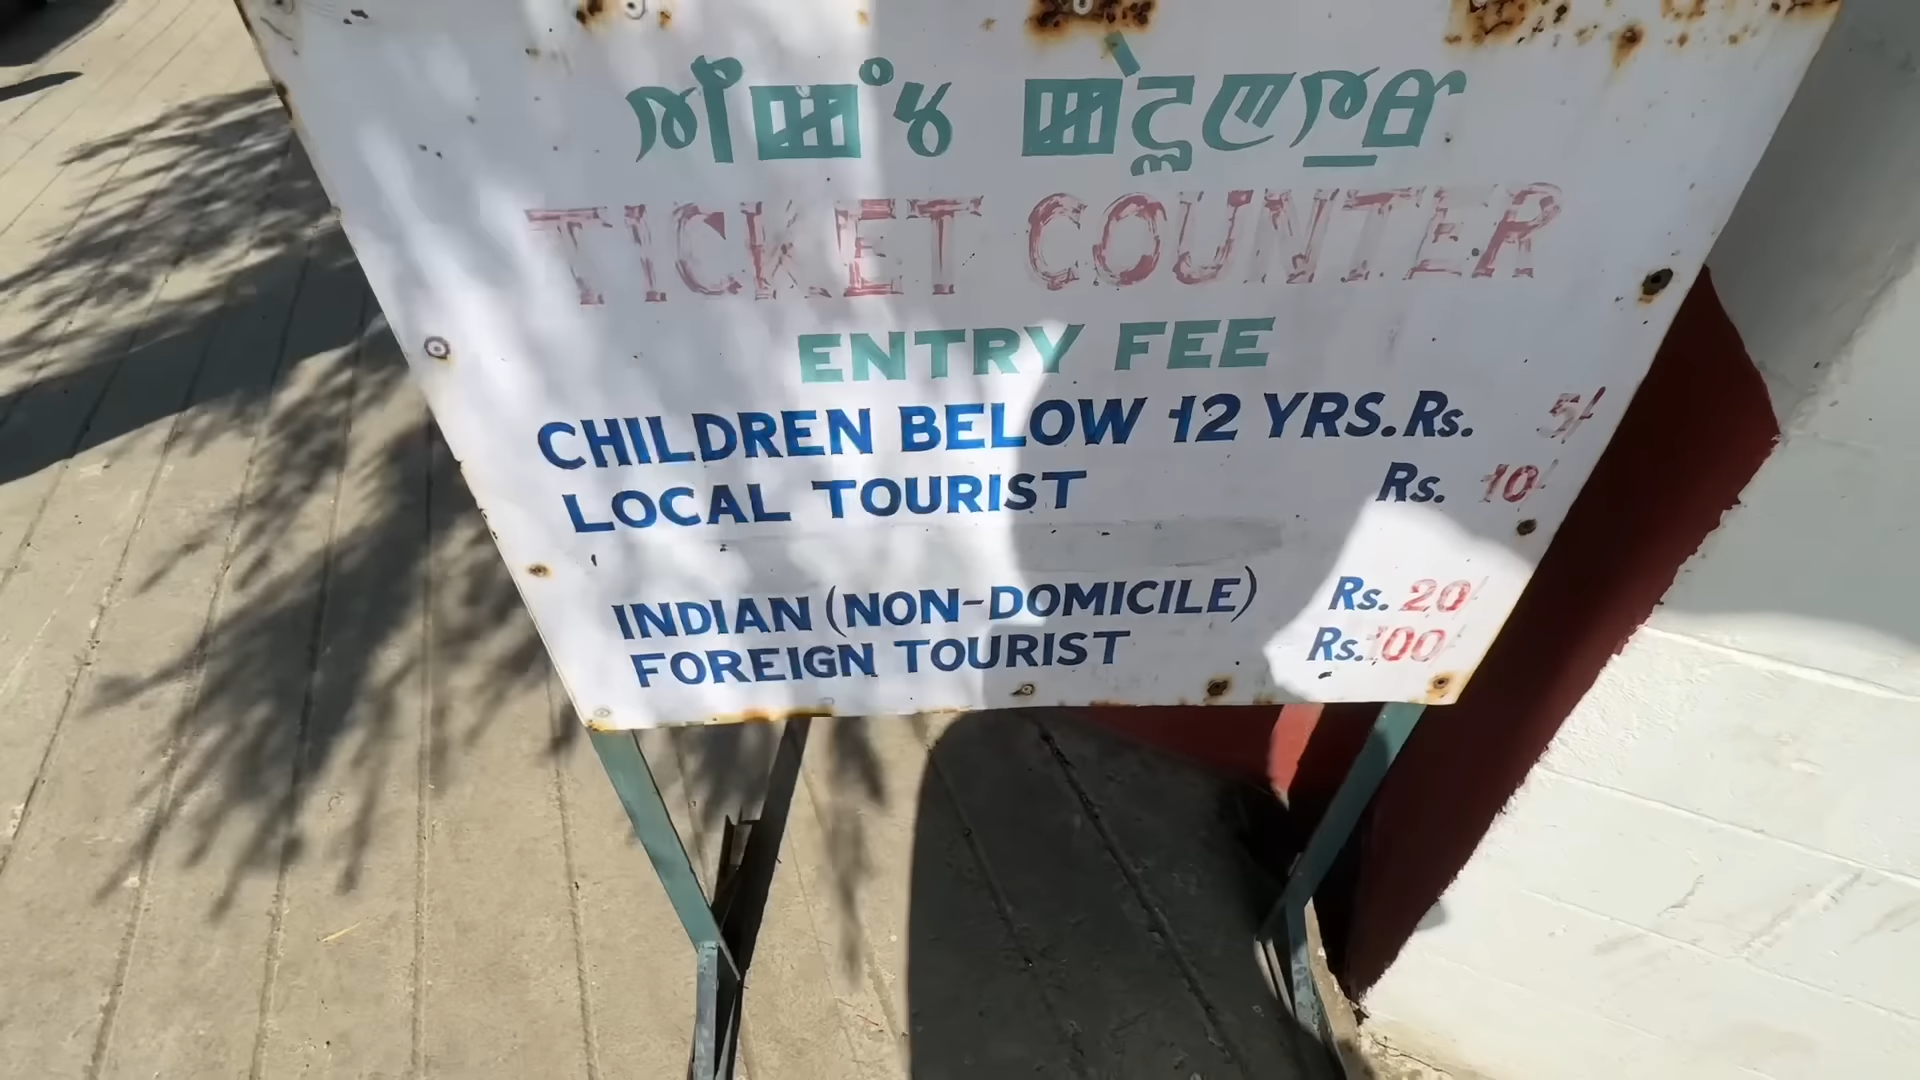 TICKET COUNTER
ENTRY FEE
CHILDREN BELOW 12 YRS. Rs. 5/-
LOCAL TOURIST Rs. 10/-
INDIAN (NON-DOMICILE) Rs. 20/-
FOREIGN TOURIST Rs. 100/-